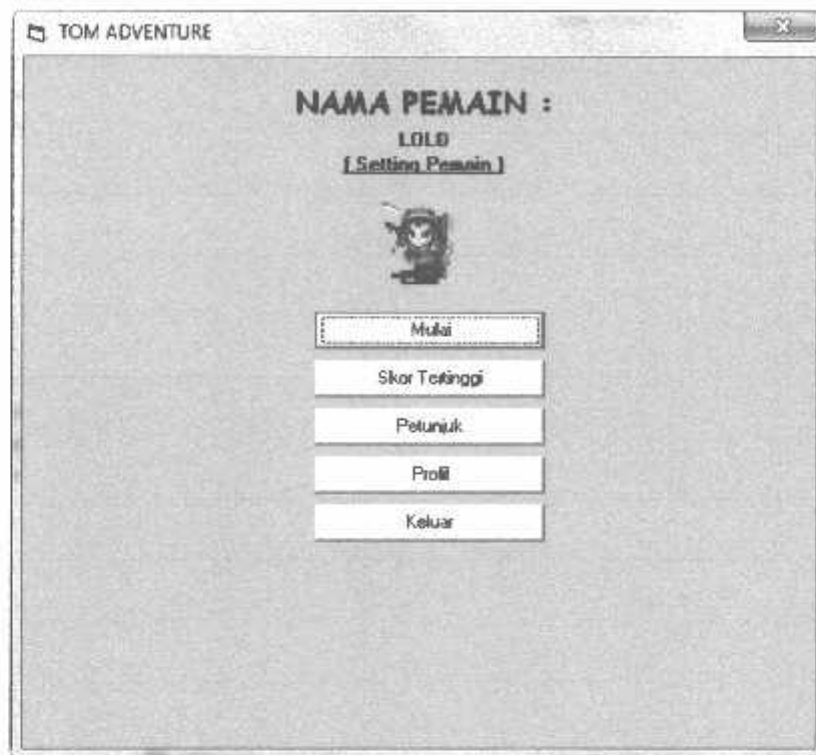 TOM ADVENTURE
NAMA PEMAIN :
LOLO
[ Setting Pemain ]
Mulai
Skor Tertinggi
Petunjuk
Profil
Keluar